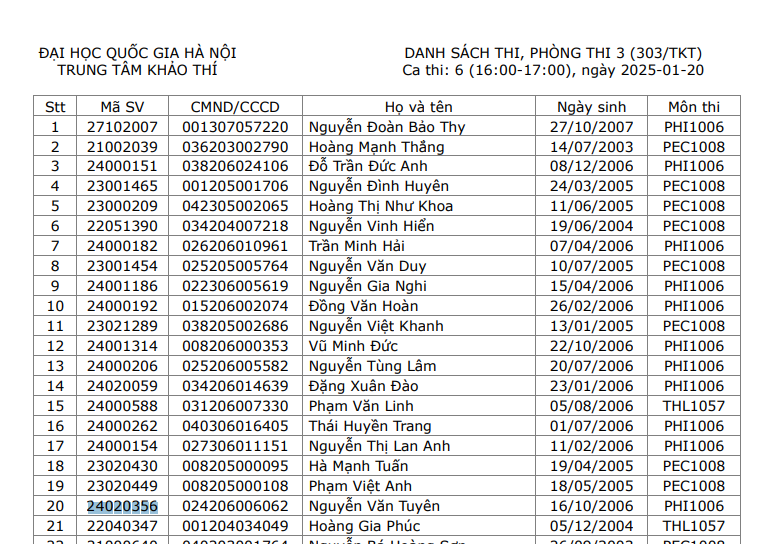 ĐẠI HỌC QUỐC GIA HÀ NỘI
TRUNG TÂM KHẢO THÍ
DANH SÁCH THI, PHÒNG THI 3 (303/TKT)
Ca thi: 6 (16:00-17:00), ngày 2025-01-20
Stt Mã SV CMND/CCCD Họ và tên Ngày sinh Môn thi
1 27102007 001307057220 Nguyễn Đoàn Bảo Thy 27/10/2007 PHI1006
2 21002039 036203002790 Hoàng Mạnh Thắng 14/07/2003 PEC1008
3 24000151 038206024106 Đỗ Trần Đức Anh 08/12/2006 PHI1006
4 23001465 001205001706 Nguyễn Đình Huyên 24/03/2005 PEC1008
5 23000209 042305002065 Hoàng Thị Như Khoa 11/06/2005 PEC1008
6 22051390 034204007218 Nguyễn Vinh Hiển 19/06/2004 PEC1008
7 24000182 026206010961 Trần Minh Hải 07/04/2006 PHI1006
8 23001454 025205005764 Nguyễn Văn Duy 10/07/2005 PEC1008
9 24001186 022306005619 Nguyễn Gia Nghi 15/04/2006 PHI1006
10 24000192 015206002074 Đồng Văn Hoàn 26/02/2006 PHI1006
11 23021289 038205002686 Nguyễn Việt Khanh 13/01/2005 PEC1008
12 24001314 008206000353 Vũ Minh Đức 22/10/2006 PHI1006
13 24000206 025206005582 Nguyễn Tùng Lâm 20/07/2006 PHI1006
14 24020059 034206014639 Đặng Xuân Đào 23/01/2006 PHI1006
15 24000588 031206007330 Phạm Văn Linh 05/08/2006 THL1057
16 24000262 040306016405 Thái Huyền Trang 01/07/2006 PHI1006
17 24000154 027306011151 Nguyễn Thị Lan Anh 11/02/2006 PHI1006
18 23020430 008205000095 Hà Mạnh Tuấn 19/04/2005 PEC1008
19 23020449 008205000108 Phạm Việt Anh 18/05/2005 PEC1008
20 24020356 024206006062 Nguyễn Văn Tuyên 16/10/2006 PHI1006
21 22040347 001204034049 Hoàng Gia Phúc 05/12/2004 THL1057